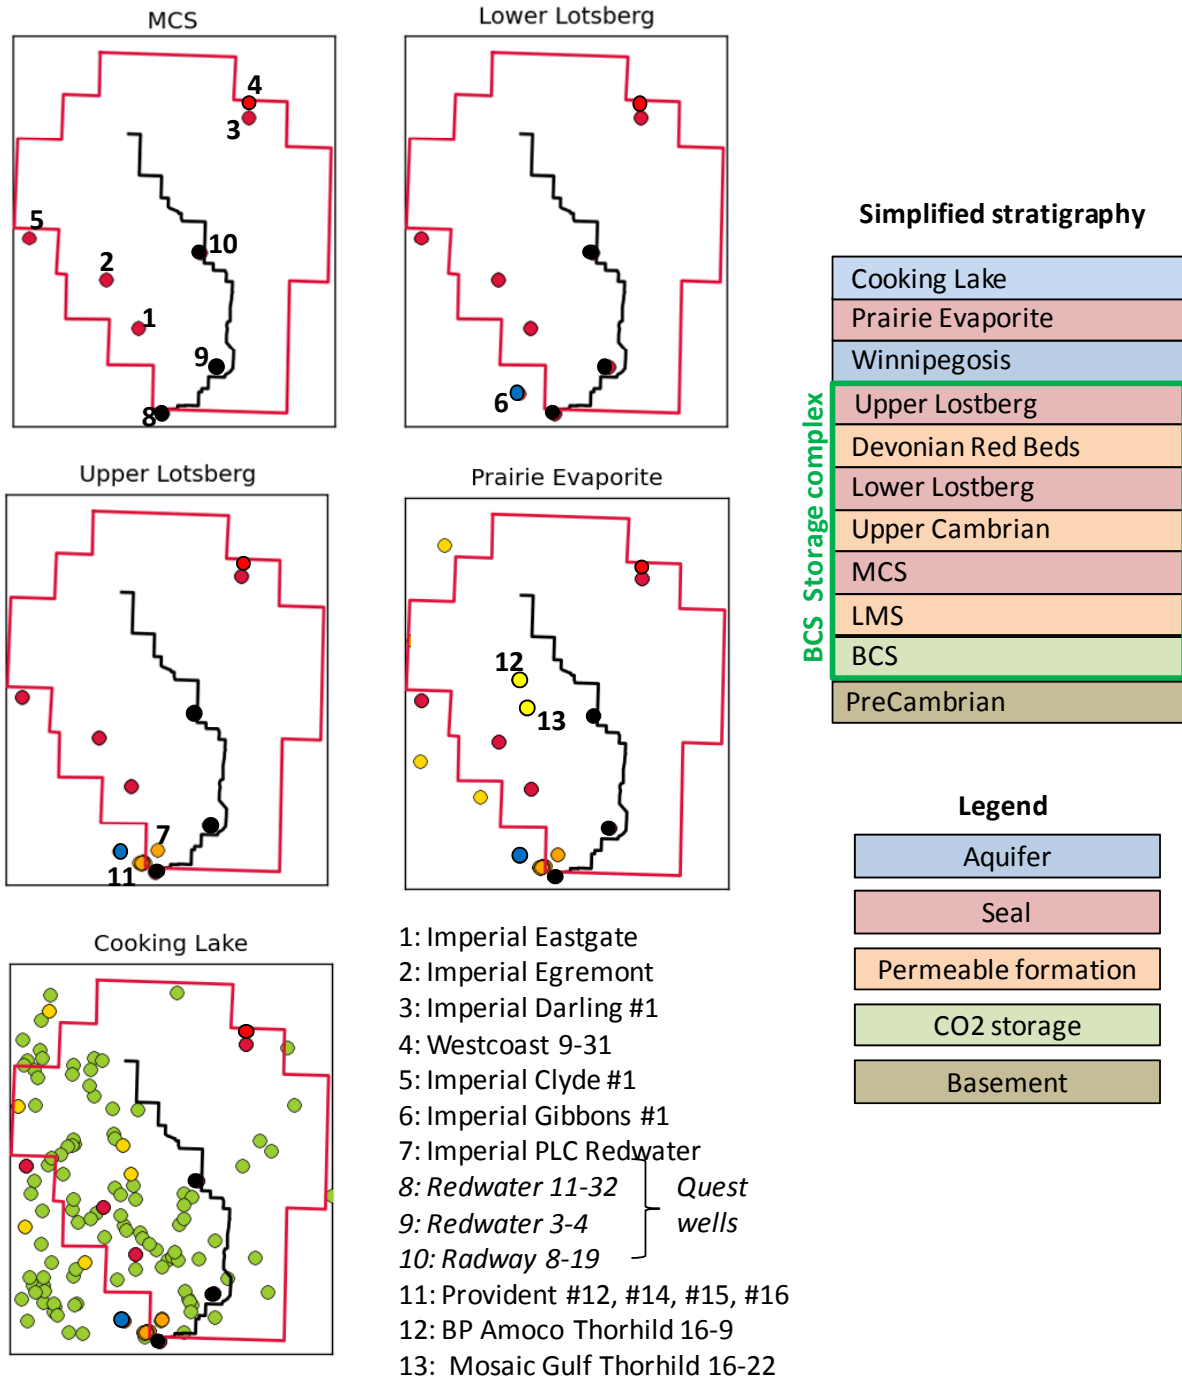 MCS
4
3
5
10
2
1
9
8
Lower Lotsberg
6
Upper Lotsberg
7
11
Prairie Evaporite
12
13
Cooking Lake
1: Imperial Eastgate
2: Imperial Egremont
3: Imperial Darling #1
4: Westcoast 9-31
5: Imperial Clyde #1
6: Imperial Gibbons #1
7: Imperial PLC Redwater
8: Redwater 11-32
9: Redwater 3-4
10: Radway 8-19
Quest
wells
11: Provident #12, #14, #15, #16
12: BP Amoco Thorhild 16-9
13: Mosaic Gulf Thorhild 16-22
Simplified stratigraphy
Cooking Lake
Prairie Evaporite
Winnipegosis
Upper Lostberg
Devonian Red Beds
Lower Lostberg
Upper Cambrian
MCS
LMS
BCS
PreCambrian
BCS Storage complex
Legend
Aquifer
Seal
Permeable formation
CO2 storage
Basement